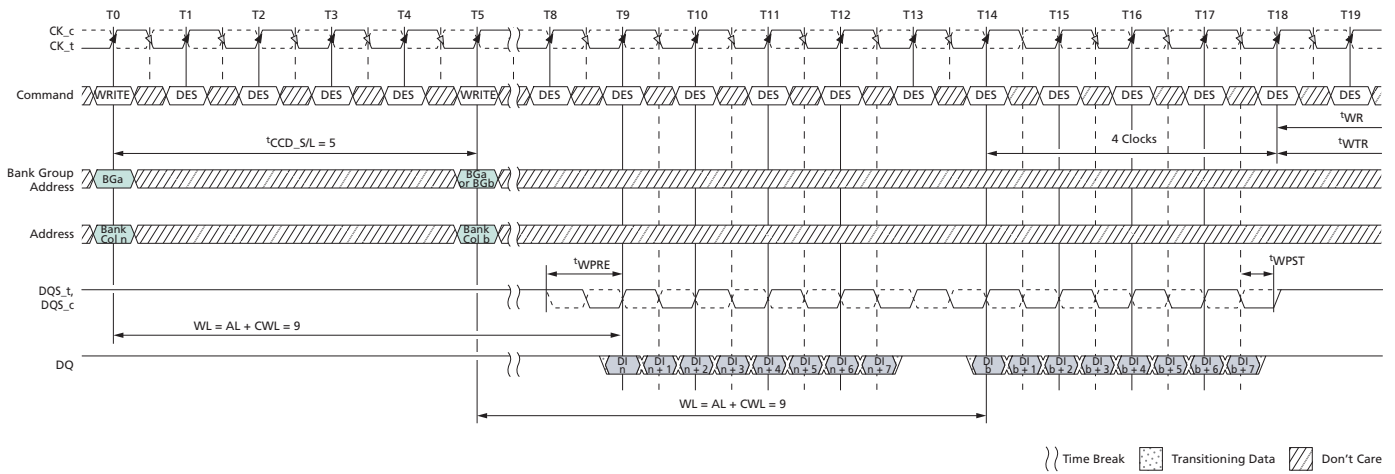 T0 T1 T2 T3 T4 T5 T8 T9 T10 T11 T12 T13 T14 T15 T16 T17 T18 T19
CK_c
CK_t
Command WRITE DES DES DES DES WRITE DES DES DES DES DES DES DES DES DES DES DES DES
tWR
tCCD_S/L = 5
4 Clocks
tWTR
Bank Group
Address
BGa
BGa
or BGb
Address
Bank
Col n
Bank
Col b
tWPRE
tWPST
DQS_t,
DQS_c
WL = AL + CWL = 9
DQ
DI
n
DI
n + 1
DI
n + 2
DI
n + 3
DI
n + 4
DI
n + 5
DI
n + 6
DI
n + 7
DI
b
DI
b + 1
DI
b + 2
DI
b + 3
DI
b + 4
DI
b + 5
DI
b + 6
DI
b + 7
WL = AL + CWL = 9
Time Break Transitioning Data Don't Care